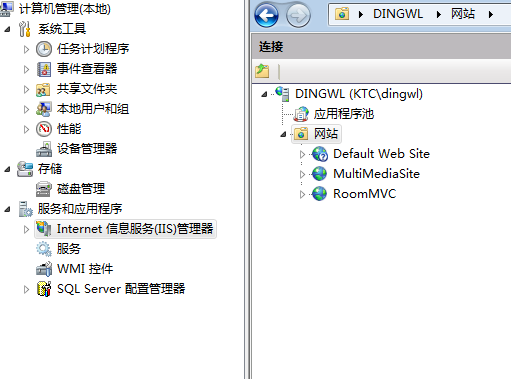 计算机管理(本地)
系统工具
任务计划程序
事件查看器
共享文件夹
本地用户和组
性能
设备管理器
存储
磁盘管理
服务和应用程序
Internet 信息服务(IIS)管理器
服务
WMI 控件
SQL Server 配置管理器
DINGWL 网站
连接
DINGWL (KTC\dingwl)
应用程序池
网站
Default Web Site
MultiMediaSite
RoomMVC